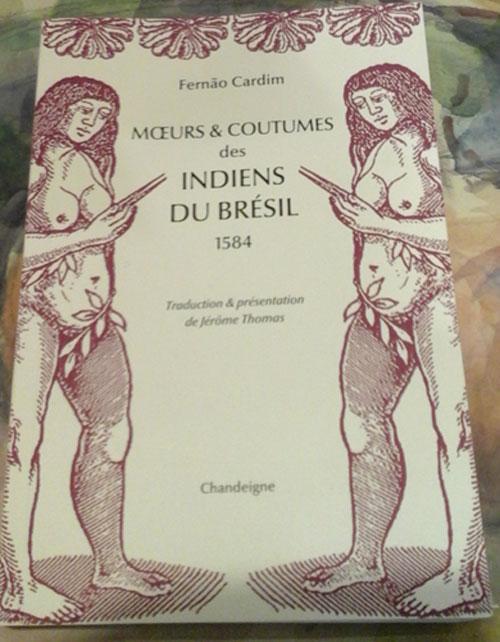 Fernão Cardim
MŒURS & COUTUMES
des
INDIENS
DU BRÉSIL
1584
Traduction & présentation
de Jérôme Thomas
Chandeigne